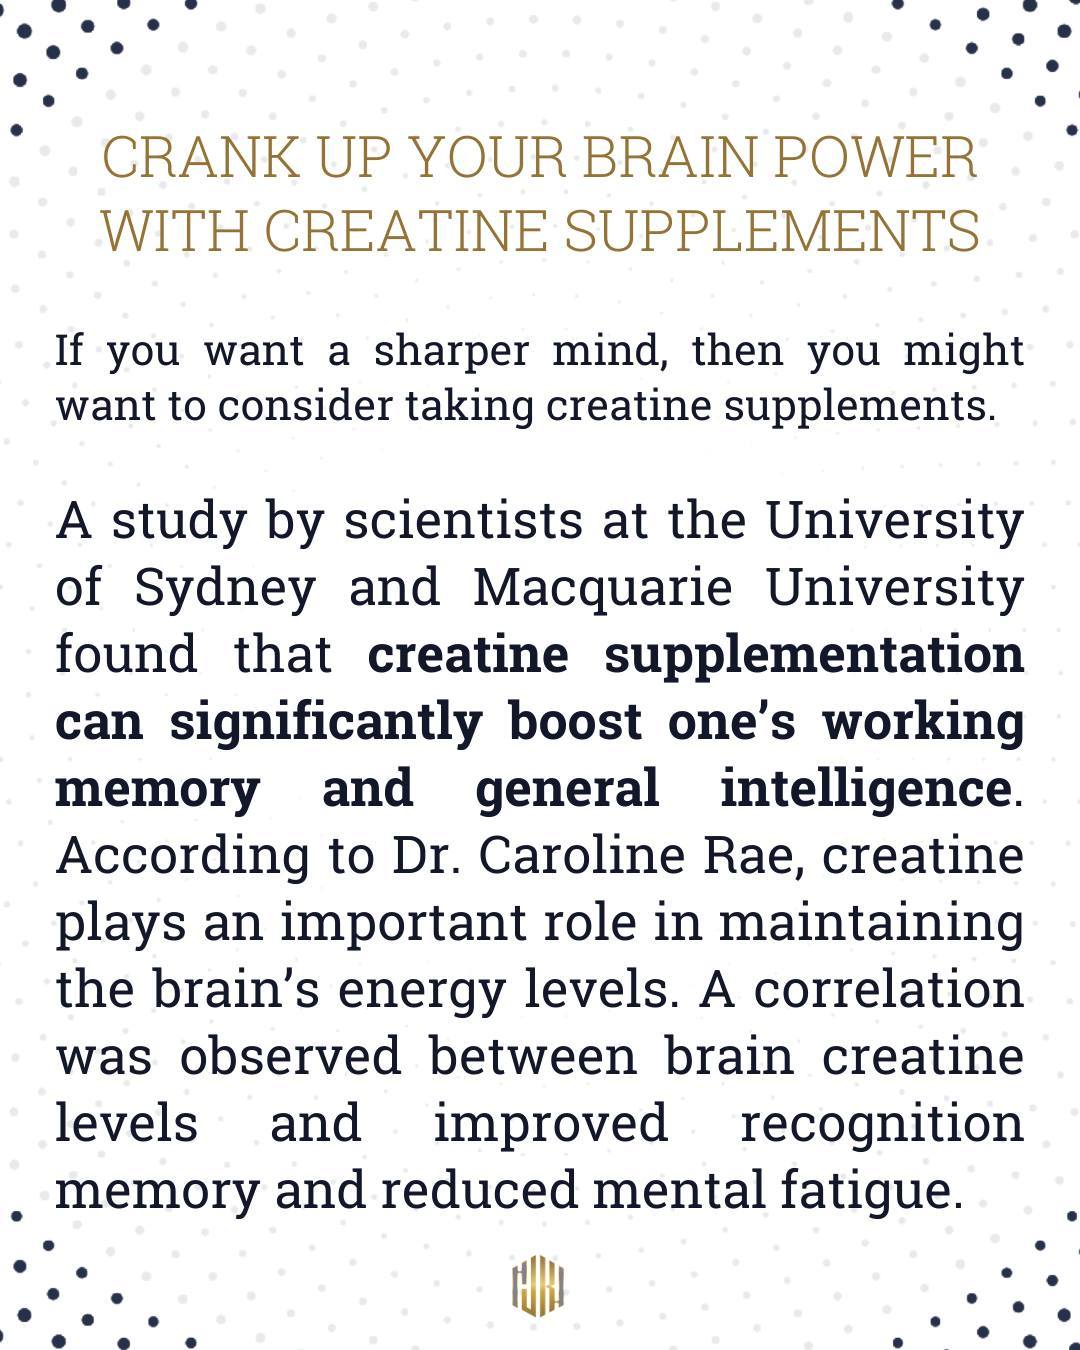 CRANK UP YOUR BRAIN POWER
WITH CREATINE SUPPLEMENTS
If you want a sharper mind, then you might
want to consider taking creatine supplements.
A study by scientists at the University
of Sydney and Macquarie University
found that creatine supplementation
can significantly boost one’s working
memory and general intelligence.
According to Dr. Caroline Rae, creatine
plays an important role in maintaining
the brain’s energy levels. A correlation
was observed between brain creatine
levels and improved recognition
memory and reduced mental fatigue.